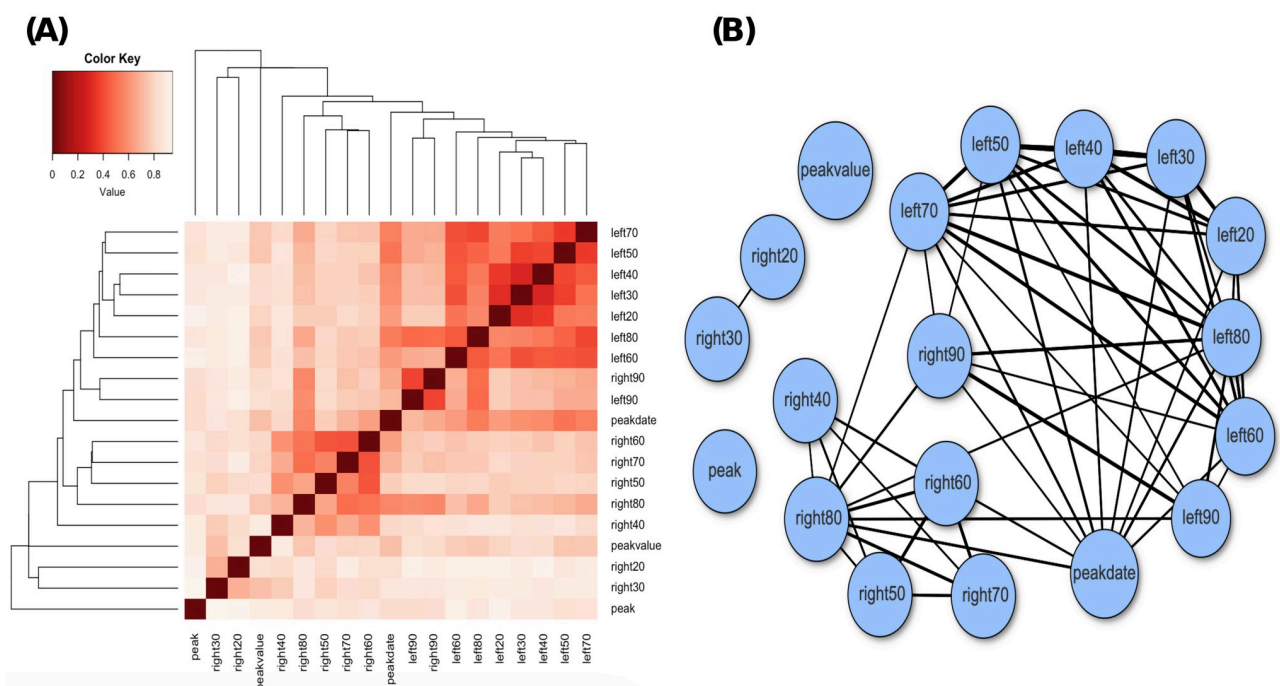 (A)
Color Key
0 0.2 0.4 0.6 0.8
Value
left70
left50
left40
left30
left20
left80
left60
right90
left90
peakdate
right60
right70
right50
right80
right40
peakvalue
right20
right30
peak
peak right30 right20 peakvalue right40 right80 right50 right70 right60 peakdate left90 right90 left60 left80 left20 left30 left40 left50 left70
(B)
left50 left40 left30
peakvalue
left70
left20
right20
right30
left80
right90
right40
left60
peak
right60
right80
left90
peakdate
right50 right70